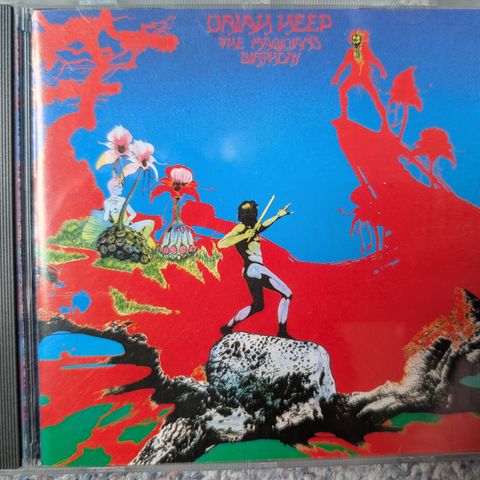 URIAH HEEP
THE MAGICIAN'S
BIRTHDAY